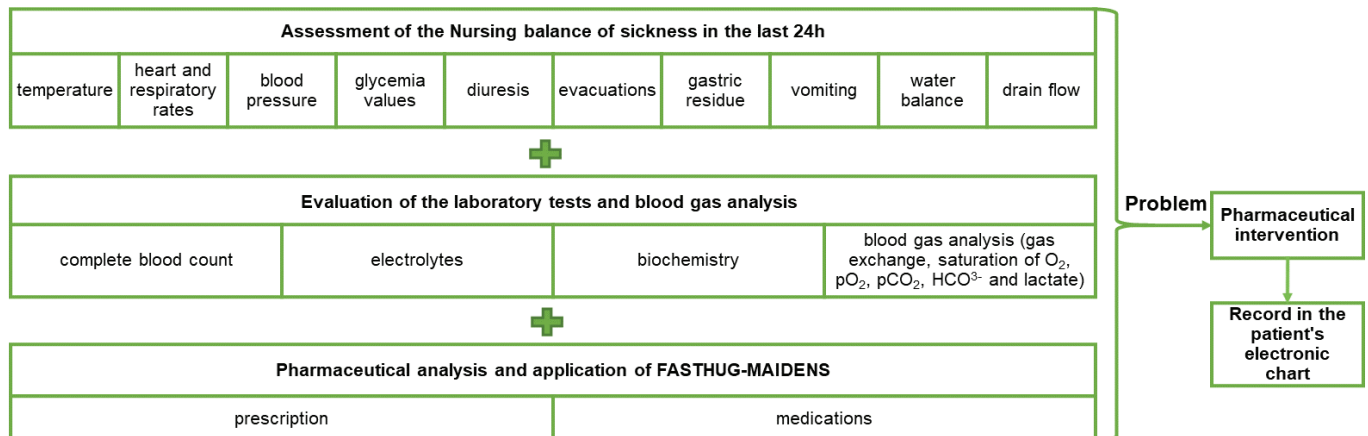 Assessment of the Nursing balance of sickness in the last 24h
temperature
heart and
respiratory
rates
blood
pressure
glycemia
values
diuresis
evacuations
gastric
residue
vomiting
water
balance
drain flow
Evaluation of the laboratory tests and blood gas analysis
complete blood count
electrolytes
biochemistry
blood gas analysis (gas
exchange, saturation of O₂,
pO₂, pCO₂, HCO³⁻ and lactate)
Pharmaceutical analysis and application of FASTHUG-MAIDENS
prescription
medications
Problem
Pharmaceutical
intervention
Record in the
patient's
electronic
chart